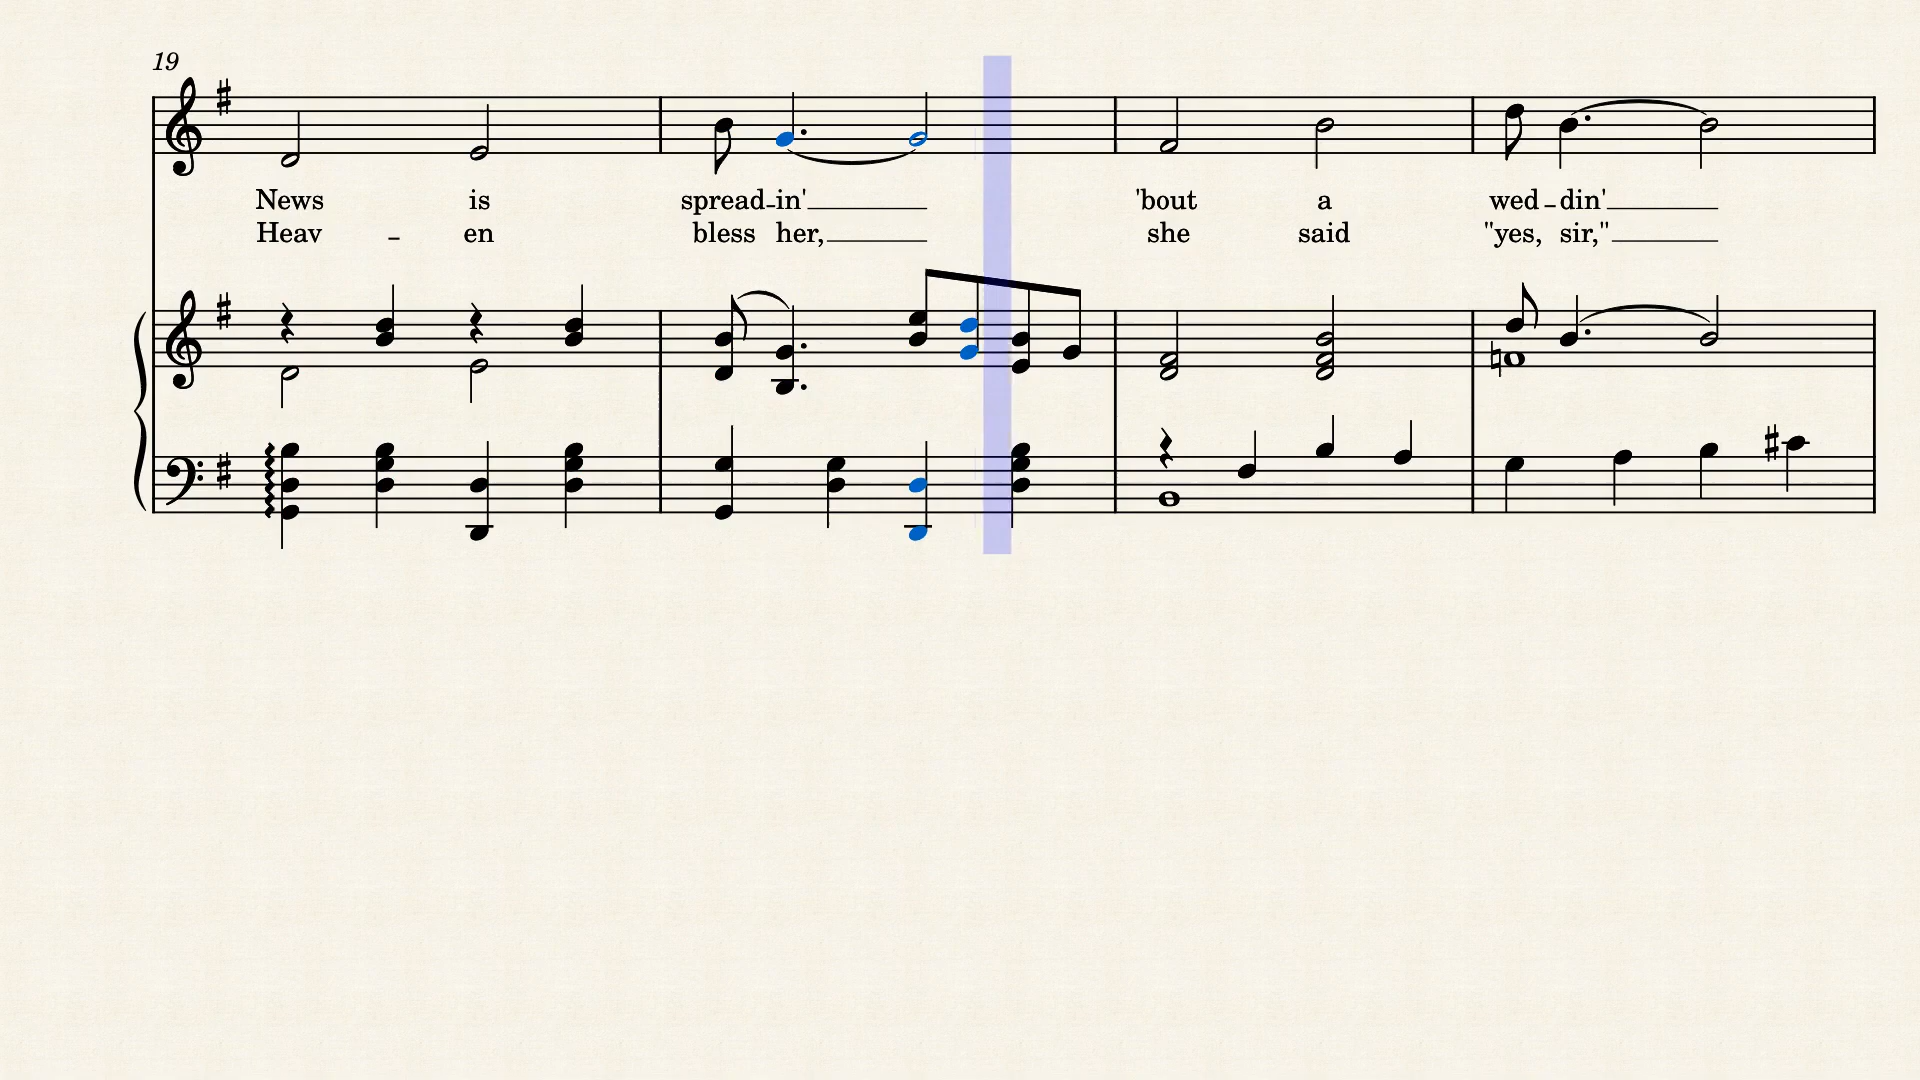 19
News is spread-in' 'bout a wed-din'
Heav-en bless her, she said "yes, sir,"